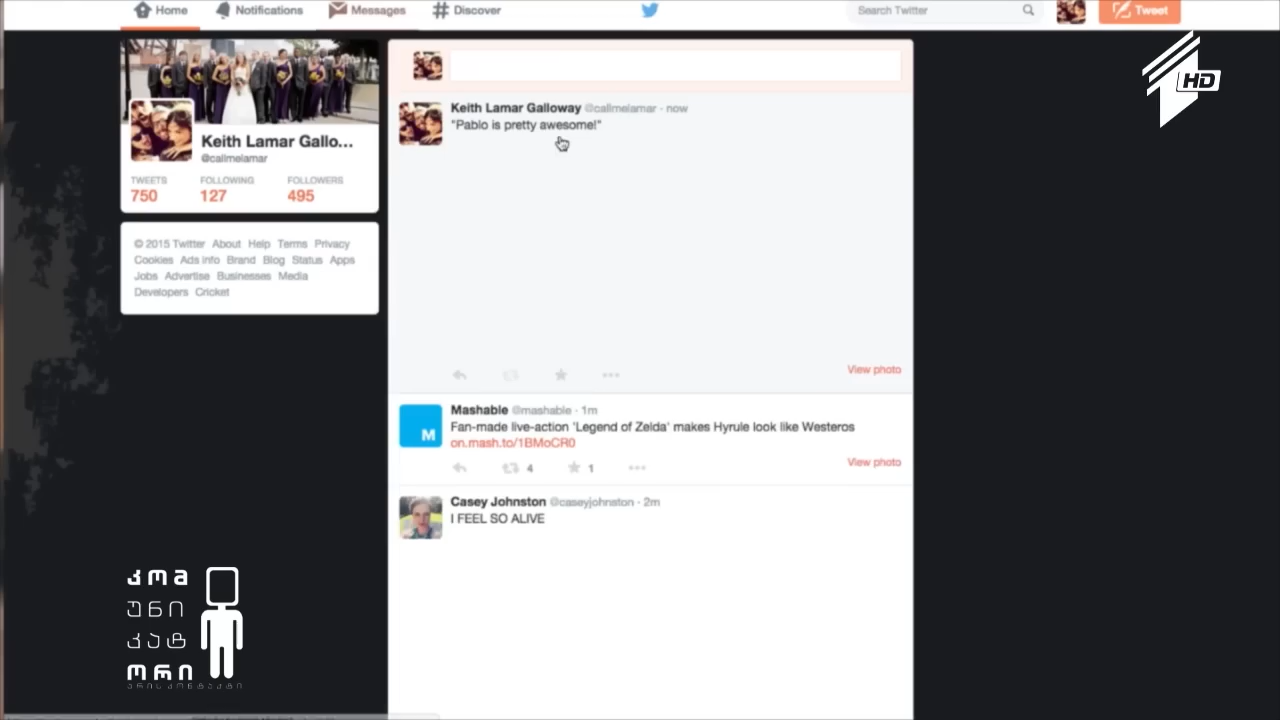 Home Notifications Messages Discover Search Twitter Tweet
HD
Keith Lamar Gallo...
@callmelamar
TWEETS FOLLOWING FOLLOWERS
750 127 495
© 2015 Twitter About Help Terms Privacy
Cookies Ads info Brand Blog Status Apps
Jobs Advertise Businesses Media
Developers Cricket
Keith Lamar Galloway @callmelamar · now
"Pablo is pretty awesome!"
View photo
Mashable @mashable · 1m
Fan-made live-action 'Legend of Zelda' makes Hyrule look like Westeros
on.mash.to/1BMoCR0
4 1
View photo
M
Casey Johnston @caseyjohnston · 2m
I FEEL SO ALIVE
კომ
უნი
კატ
ორი